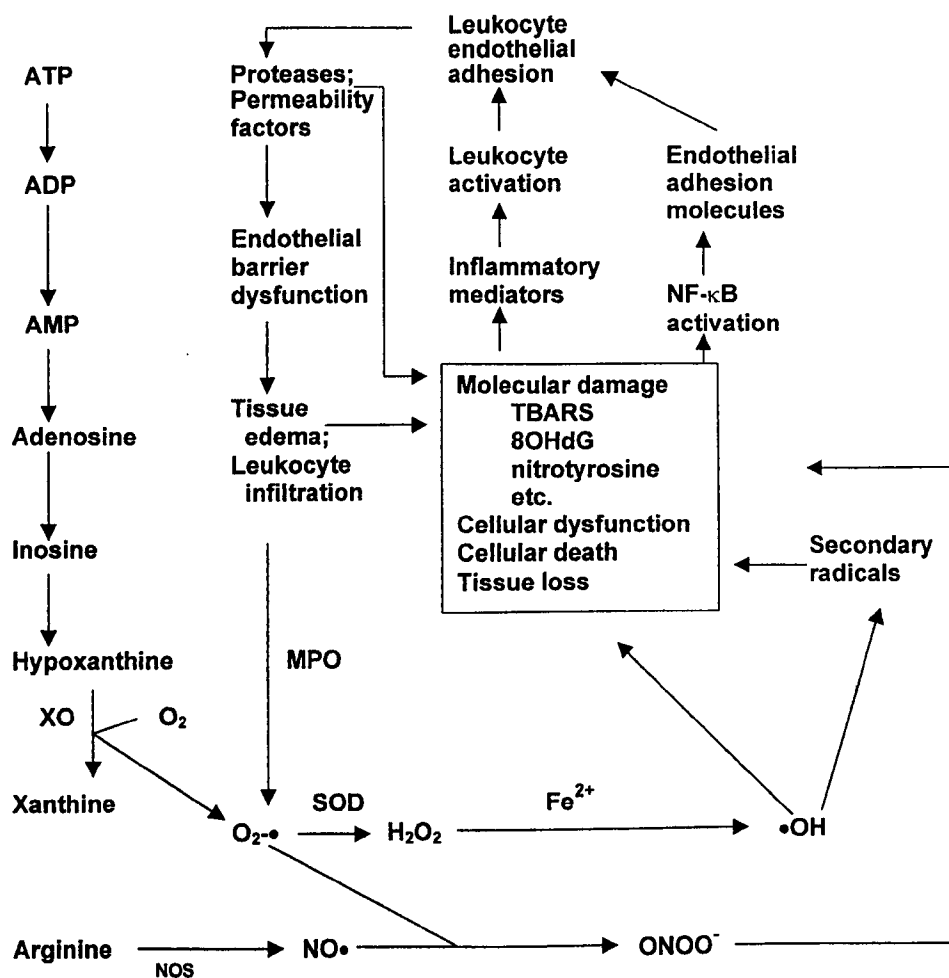 ATP
ADP
AMP
Adenosine
Inosine
Hypoxanthine
XO
O₂
Xanthine
Proteases;
Permeability
factors
Endothelial
barrier
dysfunction
Tissue
edema;
Leukocyte
infiltration
MPO
Leukocyte
endothelial
adhesion
Leukocyte
activation
Inflammatory
mediators
Endothelial
adhesion
molecules
NF-κB
activation
Molecular damage
TBARS
8OHdG
nitrotyrosine
etc.
Cellular dysfunction
Cellular death
Tissue loss
Secondary
radicals
O₂-•
SOD
H₂O₂
Fe²⁺
•OH
Arginine
NOS
NO•
ONOO⁻